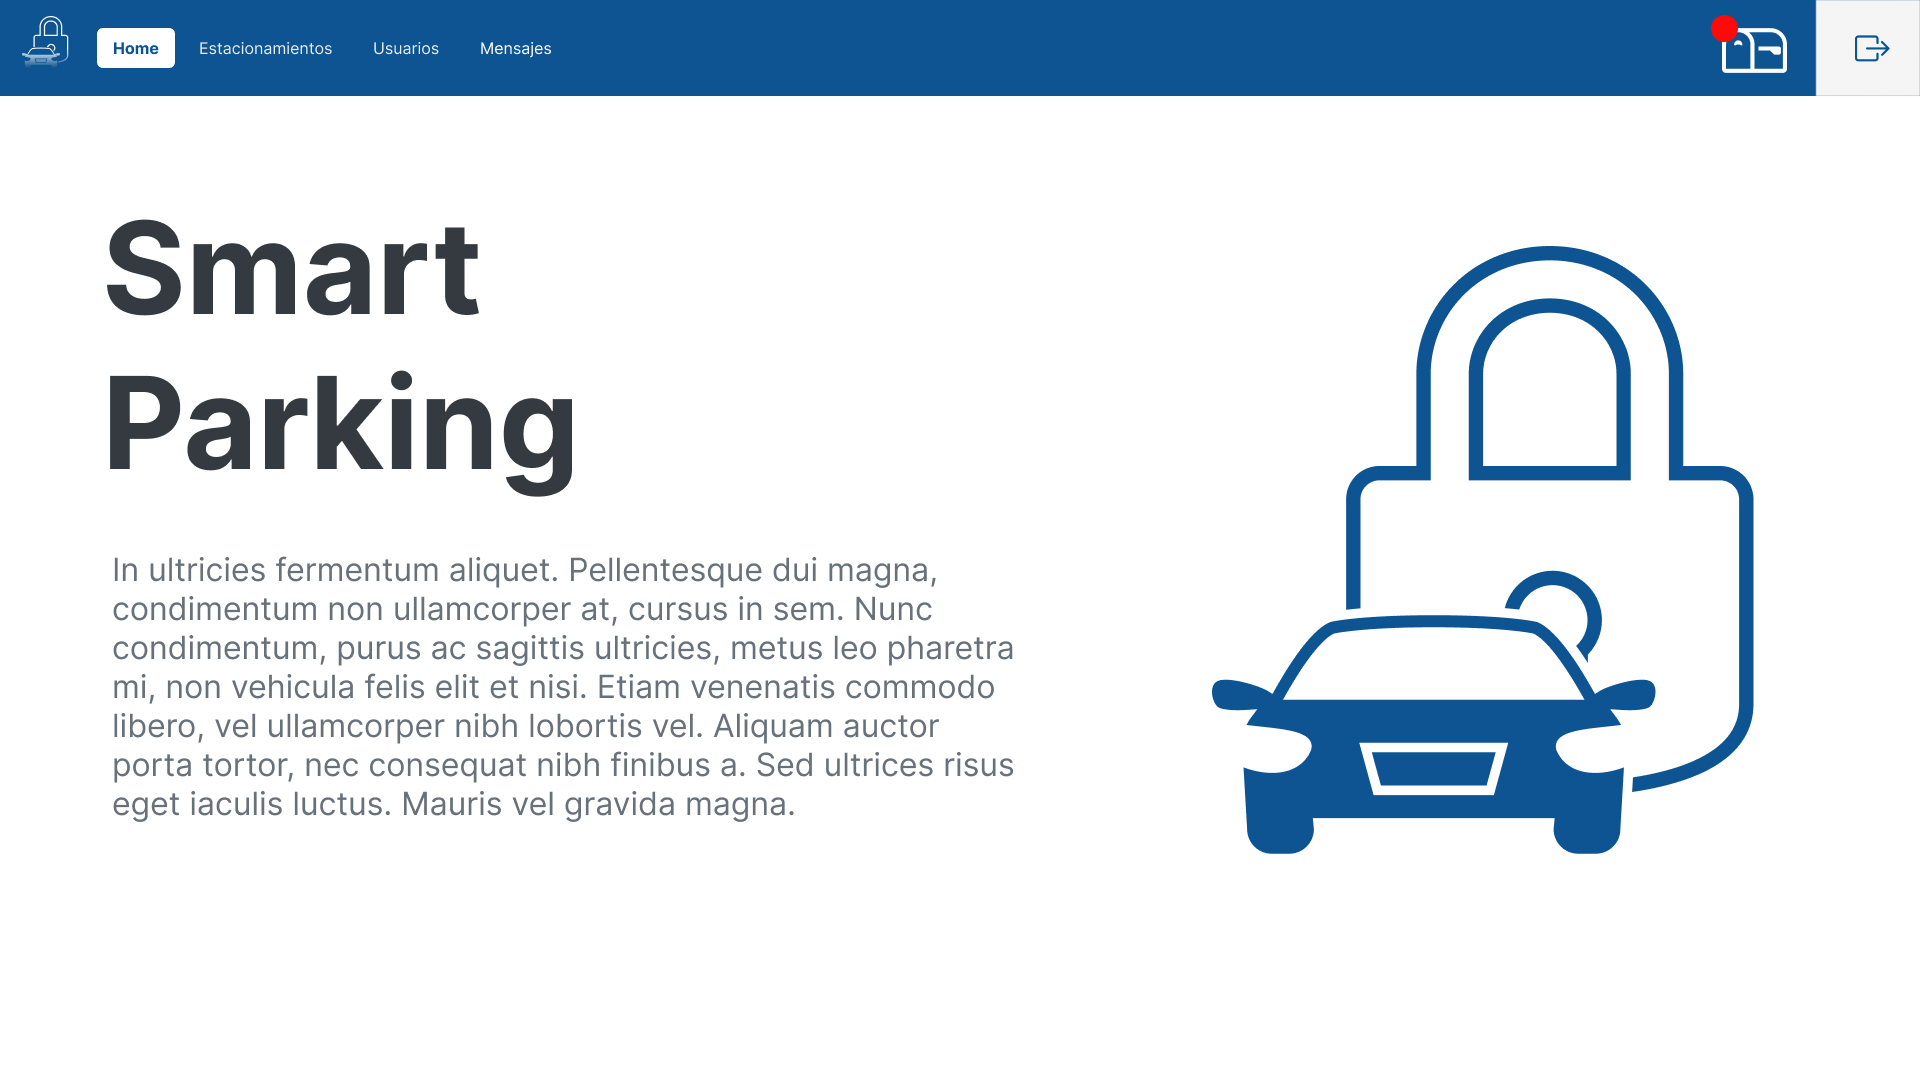 Home
Estacionamientos
Usuarios
Mensajes
Smart
Parking
In ultricies fermentum aliquet. Pellentesque dui magna,
condimentum non ullamcorper at, cursus in sem. Nunc
condimentum, purus ac sagittis ultricies, metus leo pharetra
mi, non vehicula felis elit et nisi. Etiam venenatis commodo
libero, vel ullamcorper nibh lobortis vel. Aliquam auctor
porta tortor, nec consequat nibh finibus a. Sed ultrices risus
eget iaculis luctus. Mauris vel gravida magna.